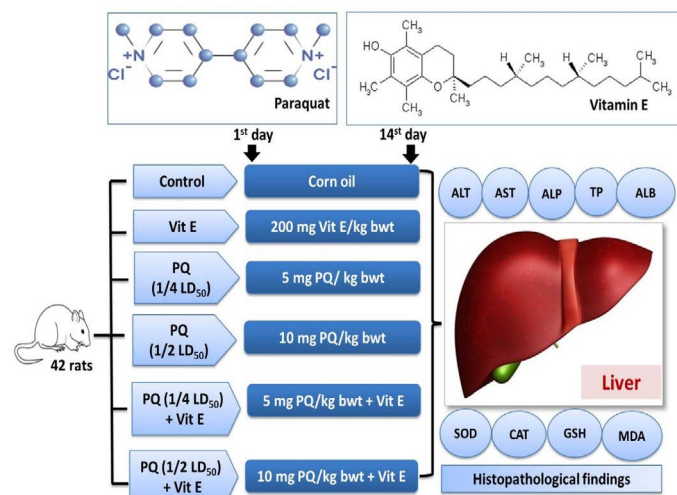 N+
Cl-
N+
Cl-
Paraquat
HO
CH3
CH3
CH3
H3C
O
CH3
CH3
H
CH3
H
CH3
CH3
Vitamin E
1st day
14st day
Control
Corn oil
Vit E
200 mg Vit E/kg bwt
PQ
(1/4 LD50)
5 mg PQ/ kg bwt
PQ
(1/2 LD50)
10 mg PQ/kg bwt
PQ (1/4 LD50)
+ Vit E
5 mg PQ/kg bwt + Vit E
PQ (1/2 LD50)
+ Vit E
10 mg PQ/kg bwt + Vit E
42 rats
ALT
AST
ALP
TP
ALB
Liver
SOD
CAT
GSH
MDA
Histopathological findings